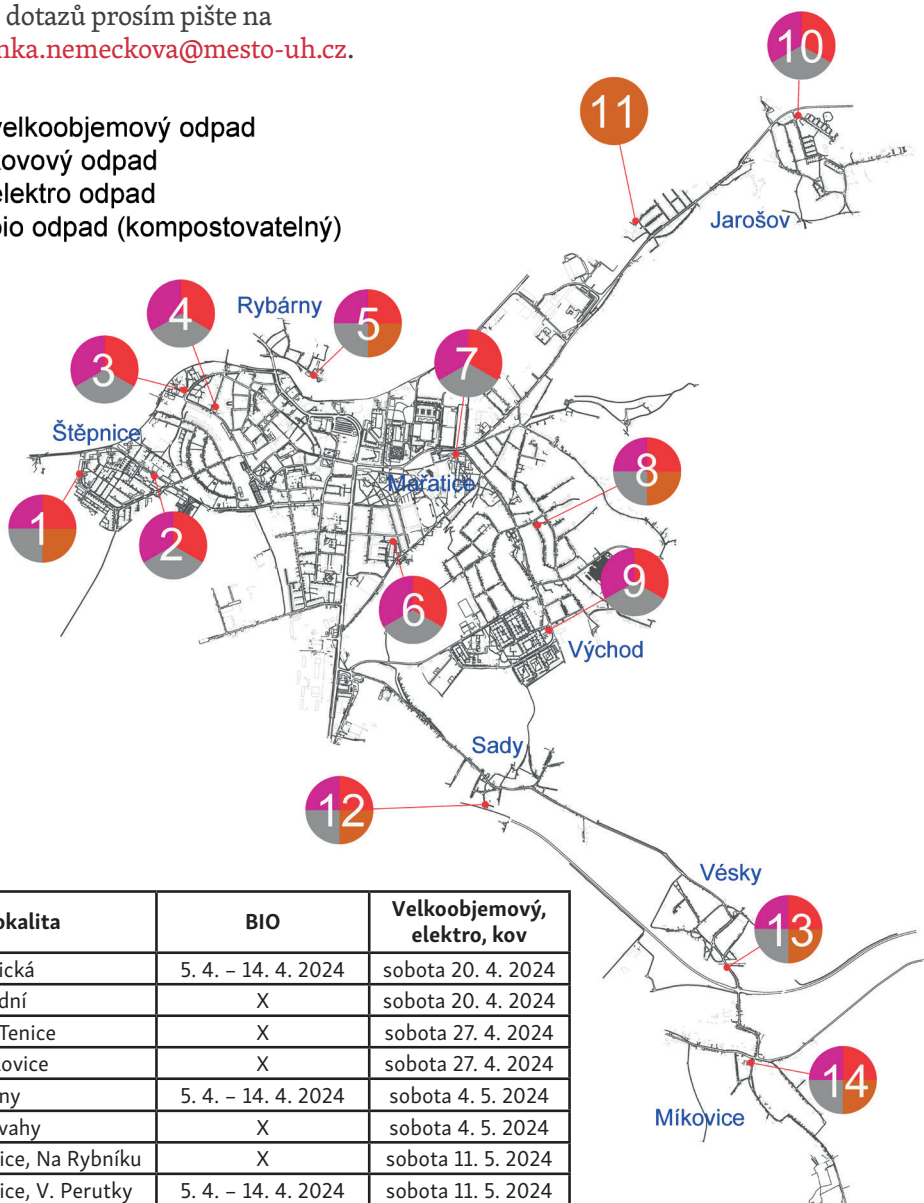 dotazů prosím pište na
nka.nemeckova@mesto-uh.cz.
velkoobjemový odpad
kovový odpad
elektro odpad
bio odpad (kompostovatelný)
10
11
Jarošov
4
Rybárny
5
3
7
Štěpnice
Mařatice
8
1
2
9
6
Východ
Sady
12
Vésky
13
14
Míkovice
okalita BIO Velkoobjemový,
elektro, kov
ická 5. 4. – 14. 4. 2024 sobota 20. 4. 2024
dní X sobota 20. 4. 2024
Tenice X sobota 27. 4. 2024
ovice X sobota 27. 4. 2024
ny 5. 4. – 14. 4. 2024 sobota 4. 5. 2024
vahy X sobota 4. 5. 2024
ice, Na Rybníku X sobota 11. 5. 2024
ice, V. Perutky 5. 4. – 14. 4. 2024 sobota 11. 5. 2024